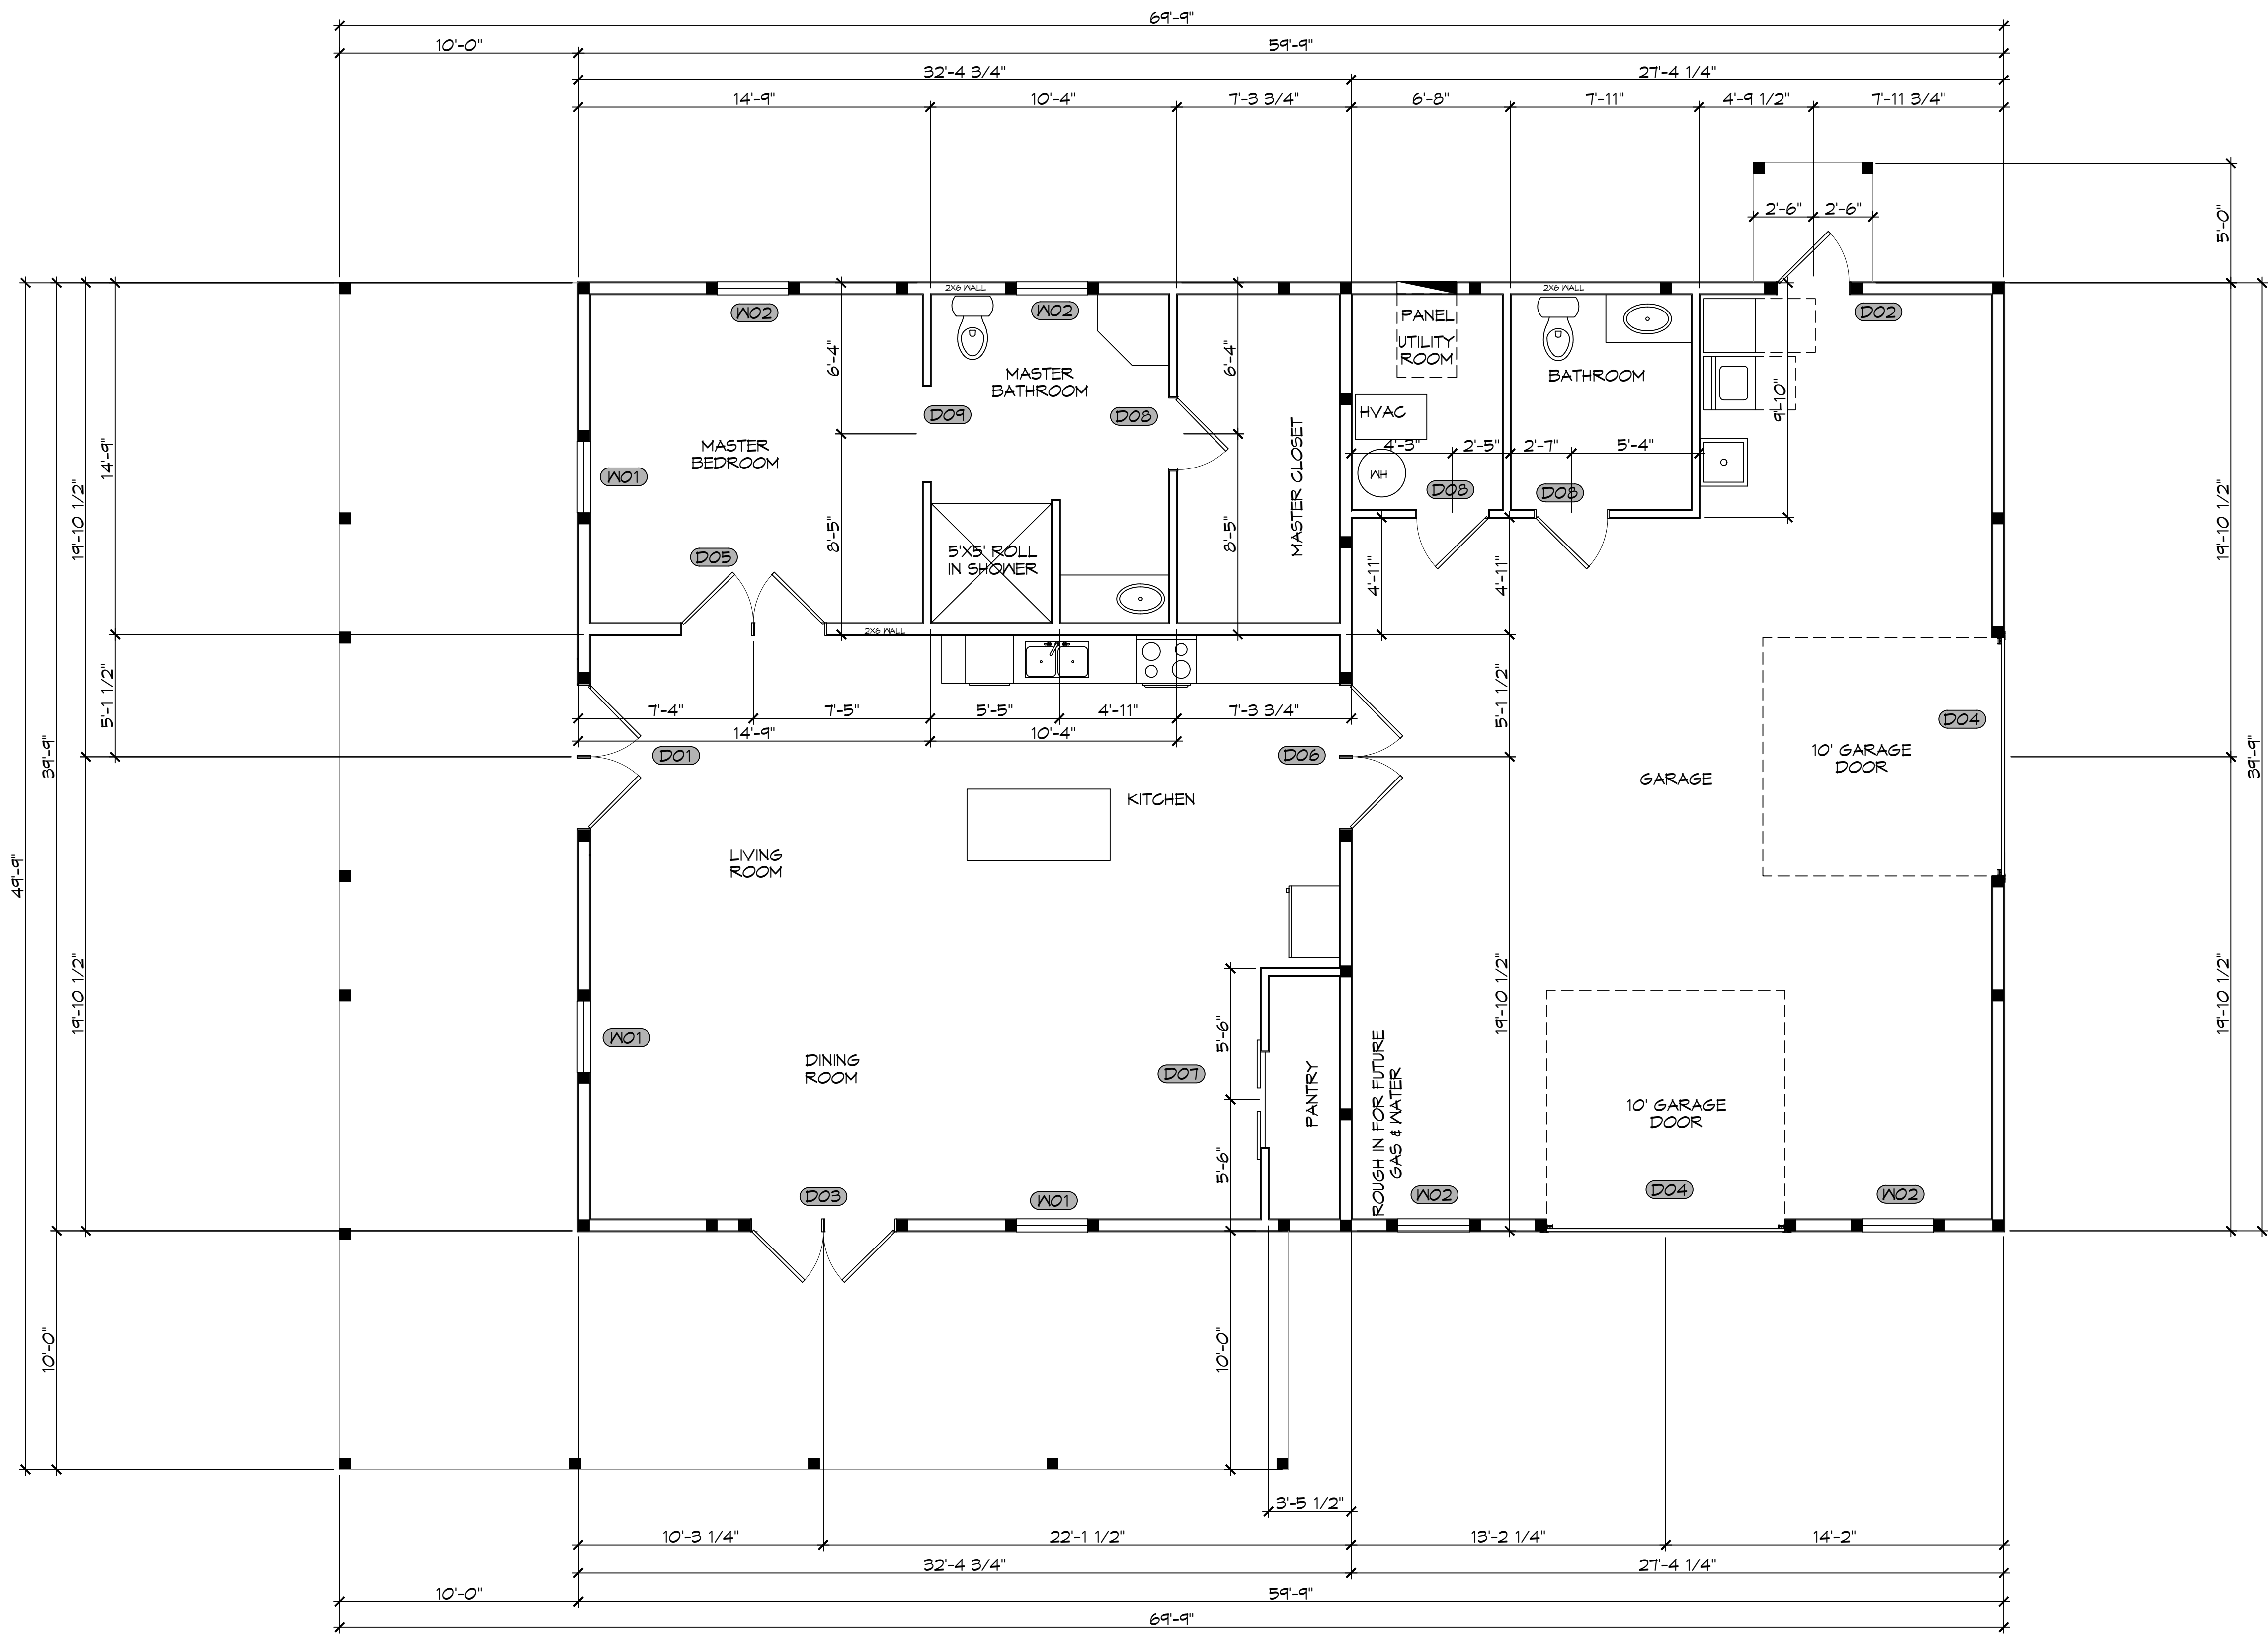 69'-9"
10'-0"
59'-9"
32'-4 3/4"
27'-4 1/4"
14'-9"
10'-4"
7'-3 3/4"
6'-8"
7'-11"
4'-9 1/2"
7'-11 3/4"
2'-6"
2'-6"
5'-0"
2X6 WALL
2X6 WALL
W02
W02
D02
PANEL
UTILITY
ROOM
6'-4"
6'-4"
MASTER
BATHROOM
BATHROOM
9'-10"
D09
D08
HVAC
MASTER
BEDROOM
14'-9"
W01
4'-3"
2'-5"
2'-7"
5'-4"
WH
D08
D08
MASTER CLOSET
19'-10 1/2"
19'-10 1/2"
8'-5"
8'-5"
D05
5'X5' ROLL
IN SHOWER
4'-11"
4'-11"
2X6 WALL
5'-1 1/2"
5'-1 1/2"
7'-4"
7'-5"
5'-5"
4'-11"
7'-3 3/4"
14'-9"
10'-4"
D01
D06
D04
10' GARAGE
DOOR
39'-9"
39'-9"
GARAGE
KITCHEN
LIVING
ROOM
49'-9"
19'-10 1/2"
19'-10 1/2"
19'-10 1/2"
W01
5'-6"
DINING
ROOM
D07
PANTRY
ROUGH IN FOR FUTURE
GAS & WATER
10' GARAGE
DOOR
5'-6"
D03
W01
W02
D04
W02
10'-0"
10'-0"
3'-5 1/2"
10'-3 1/4"
22'-1 1/2"
13'-2 1/4"
14'-2"
32'-4 3/4"
27'-4 1/4"
10'-0"
59'-9"
69'-9"